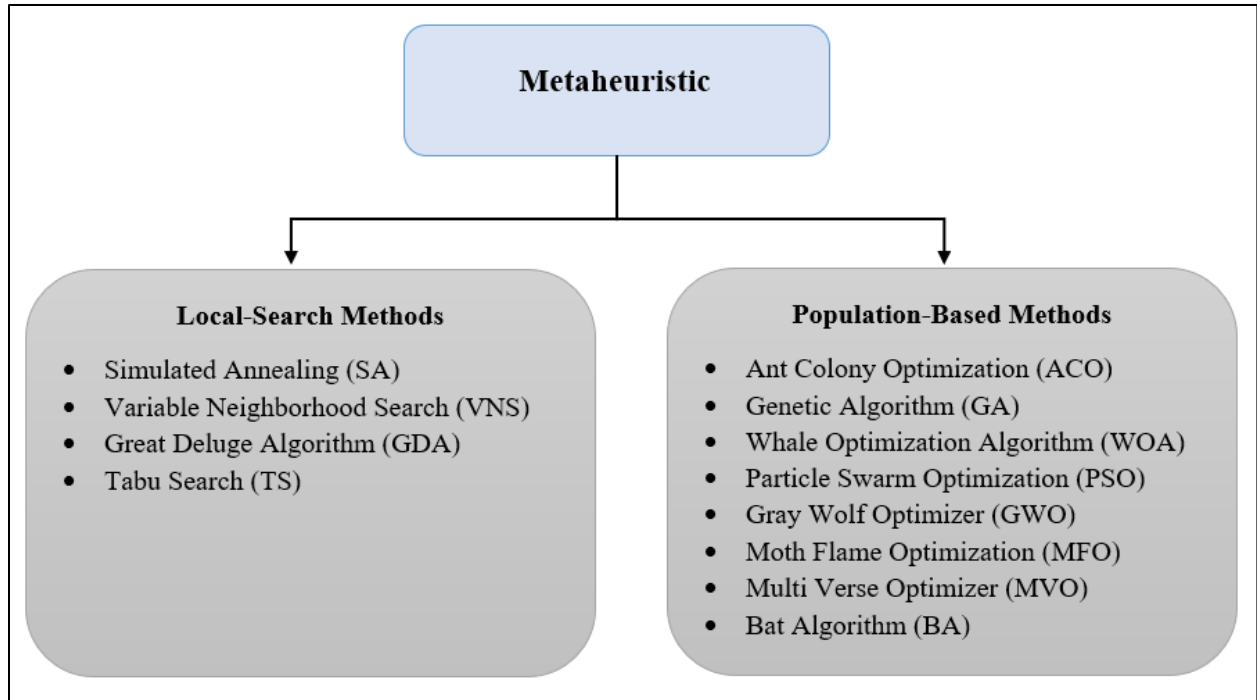 Metaheuristic
Local-Search Methods
• Simulated Annealing (SA)
• Variable Neighborhood Search (VNS)
• Great Deluge Algorithm (GDA)
• Tabu Search (TS)
Population-Based Methods
• Ant Colony Optimization (ACO)
• Genetic Algorithm (GA)
• Whale Optimization Algorithm (WOA)
• Particle Swarm Optimization (PSO)
• Gray Wolf Optimizer (GWO)
• Moth Flame Optimization (MFO)
• Multi Verse Optimizer (MVO)
• Bat Algorithm (BA)